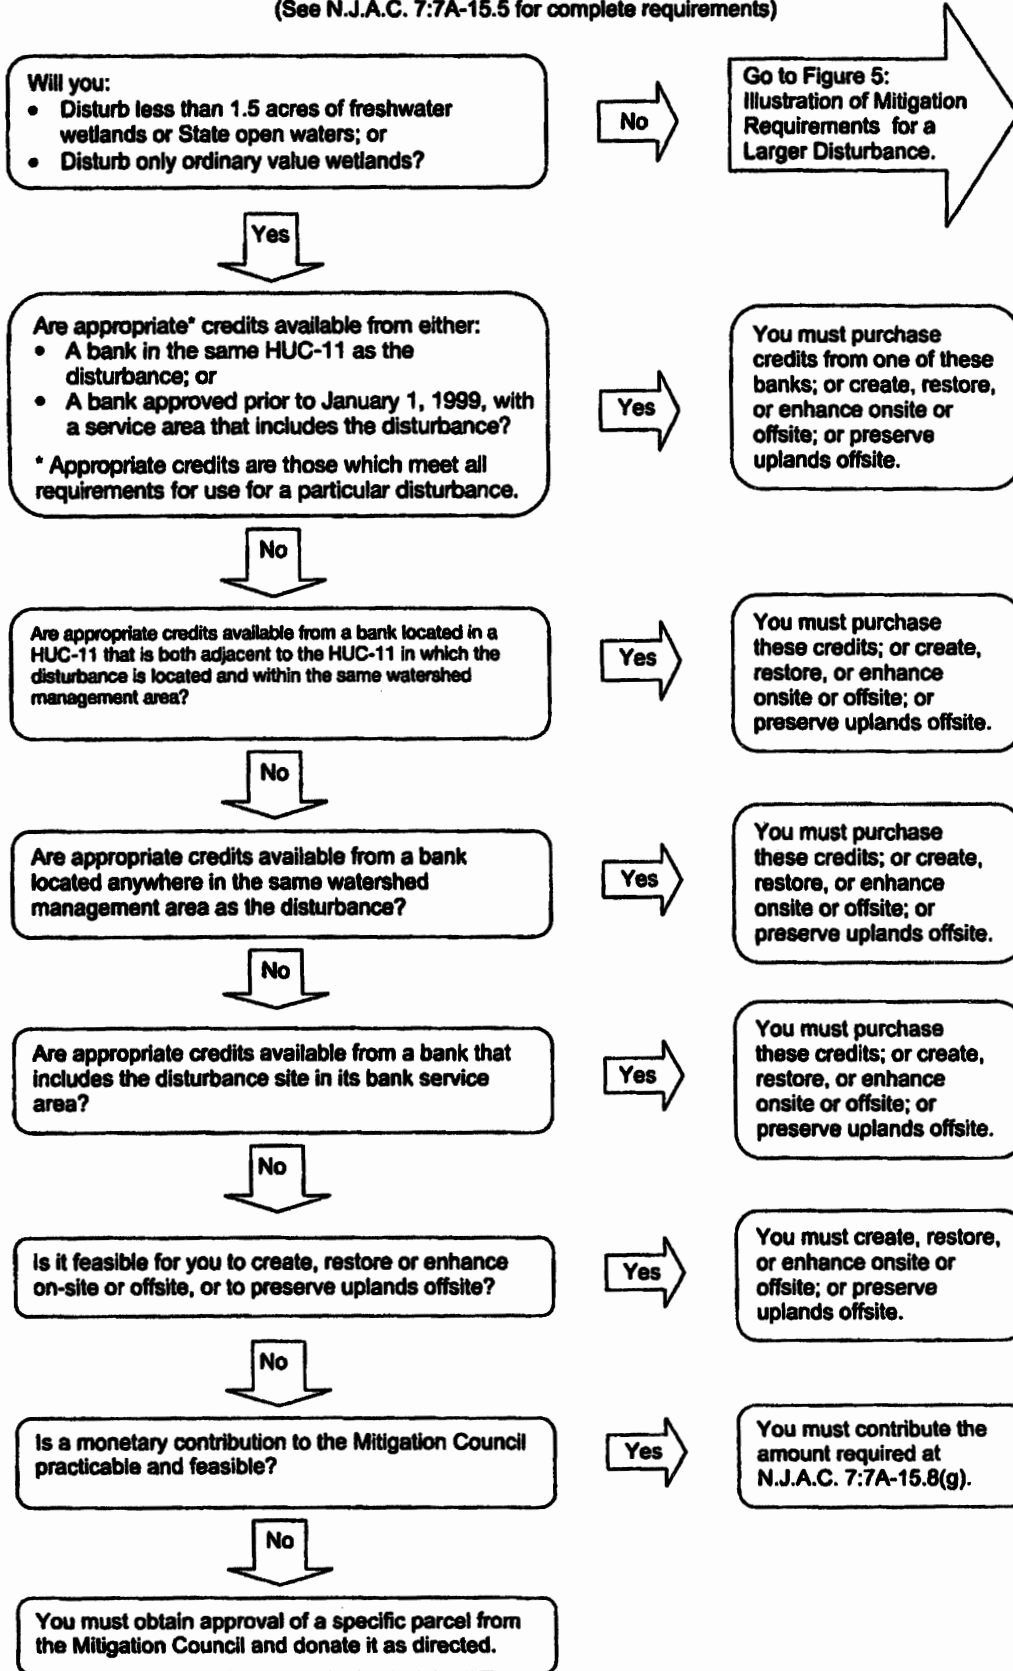 (See N.J.A.C. 7:7A-15.5 for complete requirements)
Will you:
• Disturb less than 1.5 acres of freshwater
wetlands or State open waters; or
• Disturb only ordinary value wetlands?
No
Go to Figure 5:
Illustration of Mitigation
Requirements for a
Larger Disturbance.
Yes
Are appropriate* credits available from either:
• A bank in the same HUC-11 as the
disturbance; or
• A bank approved prior to January 1, 1999, with
a service area that includes the disturbance?
* Appropriate credits are those which meet all
requirements for use for a particular disturbance.
Yes
You must purchase
credits from one of these
banks; or create, restore,
or enhance onsite or
offsite; or preserve
uplands offsite.
No
Are appropriate credits available from a bank located in a
HUC-11 that is both adjacent to the HUC-11 in which the
disturbance is located and within the same watershed
management area?
Yes
You must purchase
these credits; or create,
restore, or enhance
onsite or offsite; or
preserve uplands offsite.
No
Are appropriate credits available from a bank
located anywhere in the same watershed
management area as the disturbance?
Yes
You must purchase
these credits; or create,
restore, or enhance
onsite or offsite; or
preserve uplands offsite.
No
Are appropriate credits available from a bank that
includes the disturbance site in its bank service
area?
Yes
You must purchase
these credits; or create,
restore, or enhance
onsite or offsite; or
preserve uplands offsite.
No
Is it feasible for you to create, restore or enhance
on-site or offsite, or to preserve uplands offsite?
Yes
You must create, restore,
or enhance onsite or
offsite; or preserve
uplands offsite.
No
Is a monetary contribution to the Mitigation Council
practicable and feasible?
Yes
You must contribute the
amount required at
N.J.A.C. 7:7A-15.8(g).
No
You must obtain approval of a specific parcel from
the Mitigation Council and donate it as directed.